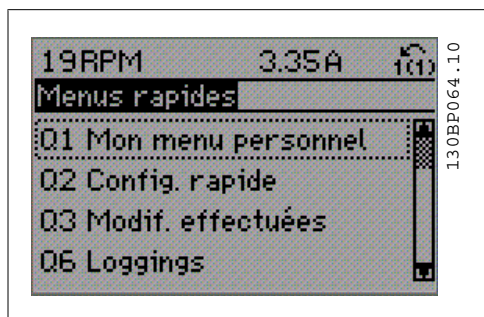 19RPM 3.35A 1(1)
Menus rapides
Q1 Mon menu personnel
Q2 Config. rapide
Q3 Modif. effectuées
Q6 Loggings
130BP064.10